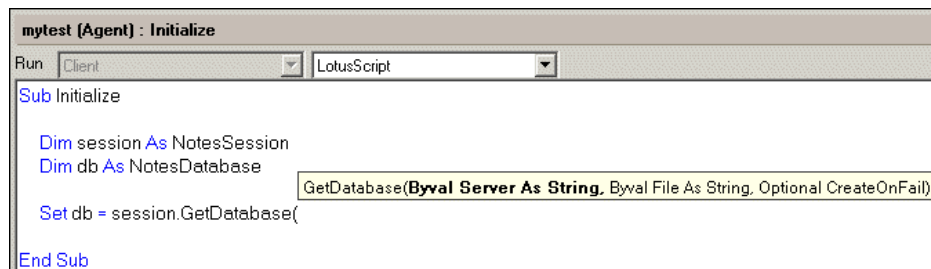 mytest (Agent) : Initialize
Run Client LotusScript
Sub Initialize
Dim session As NotesSession
Dim db As NotesDatabase
GetDatabase(Byval Server As String, Byval File As String, Optional CreateOnFail)
Set db = session.GetDatabase(
End Sub